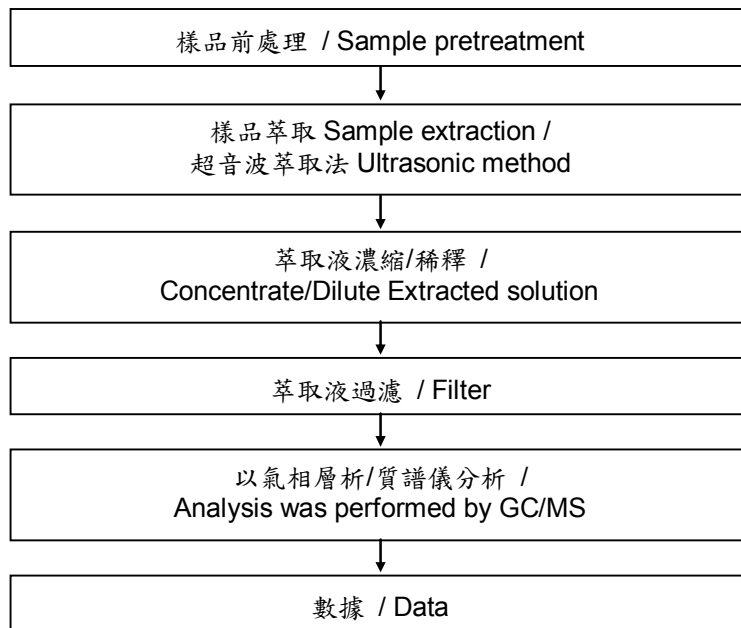 樣品前處理 / Sample pretreatment
樣品萃取 Sample extraction /
超音波萃取法 Ultrasonic method
萃取液濃縮/稀釋 /
Concentrate/Dilute Extracted solution
萃取液過濾 / Filter
以氣相層析/質譜儀分析 /
Analysis was performed by GC/MS
數據 / Data